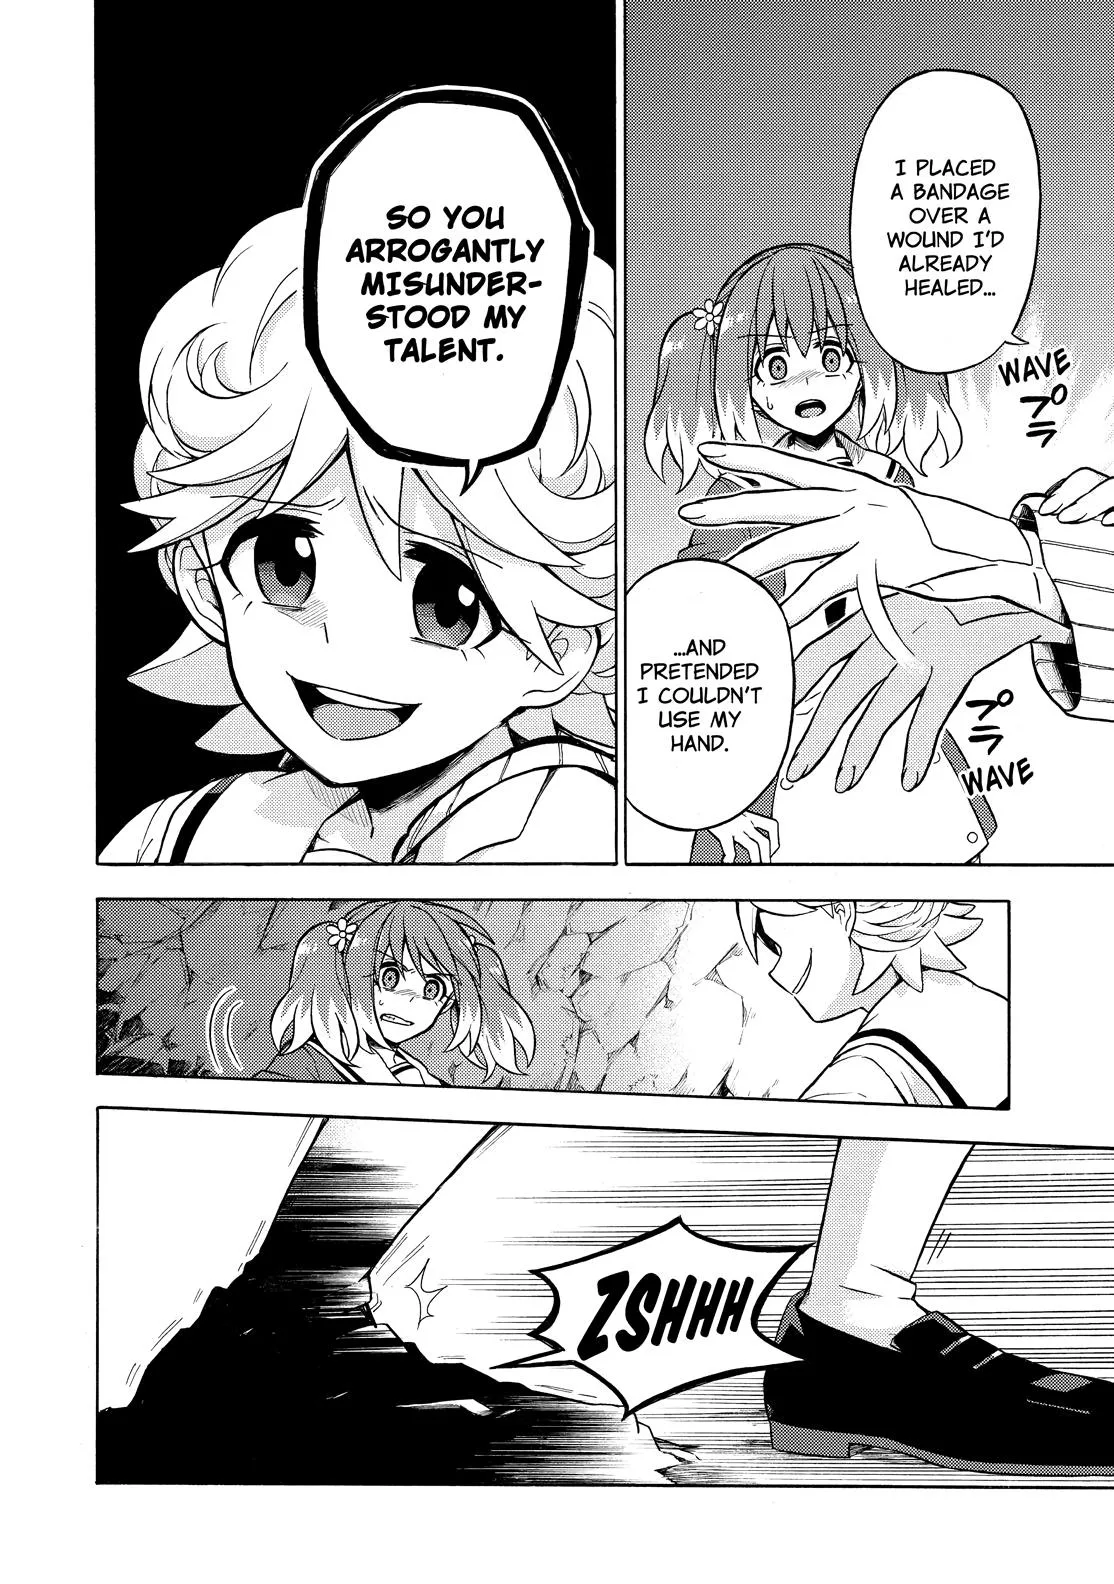 I PLACED
A BANDAGE
OVER A
WOUND I'D
ALREADY
HEALED...
WAVE
プラ
...AND
PRETENDED
I COULDN'T
USE MY
HAND.
プラ
WAVE
SO YOU
ARROGANTLY
MISUNDER-
STOOD MY
TALENT.
ZSHHH